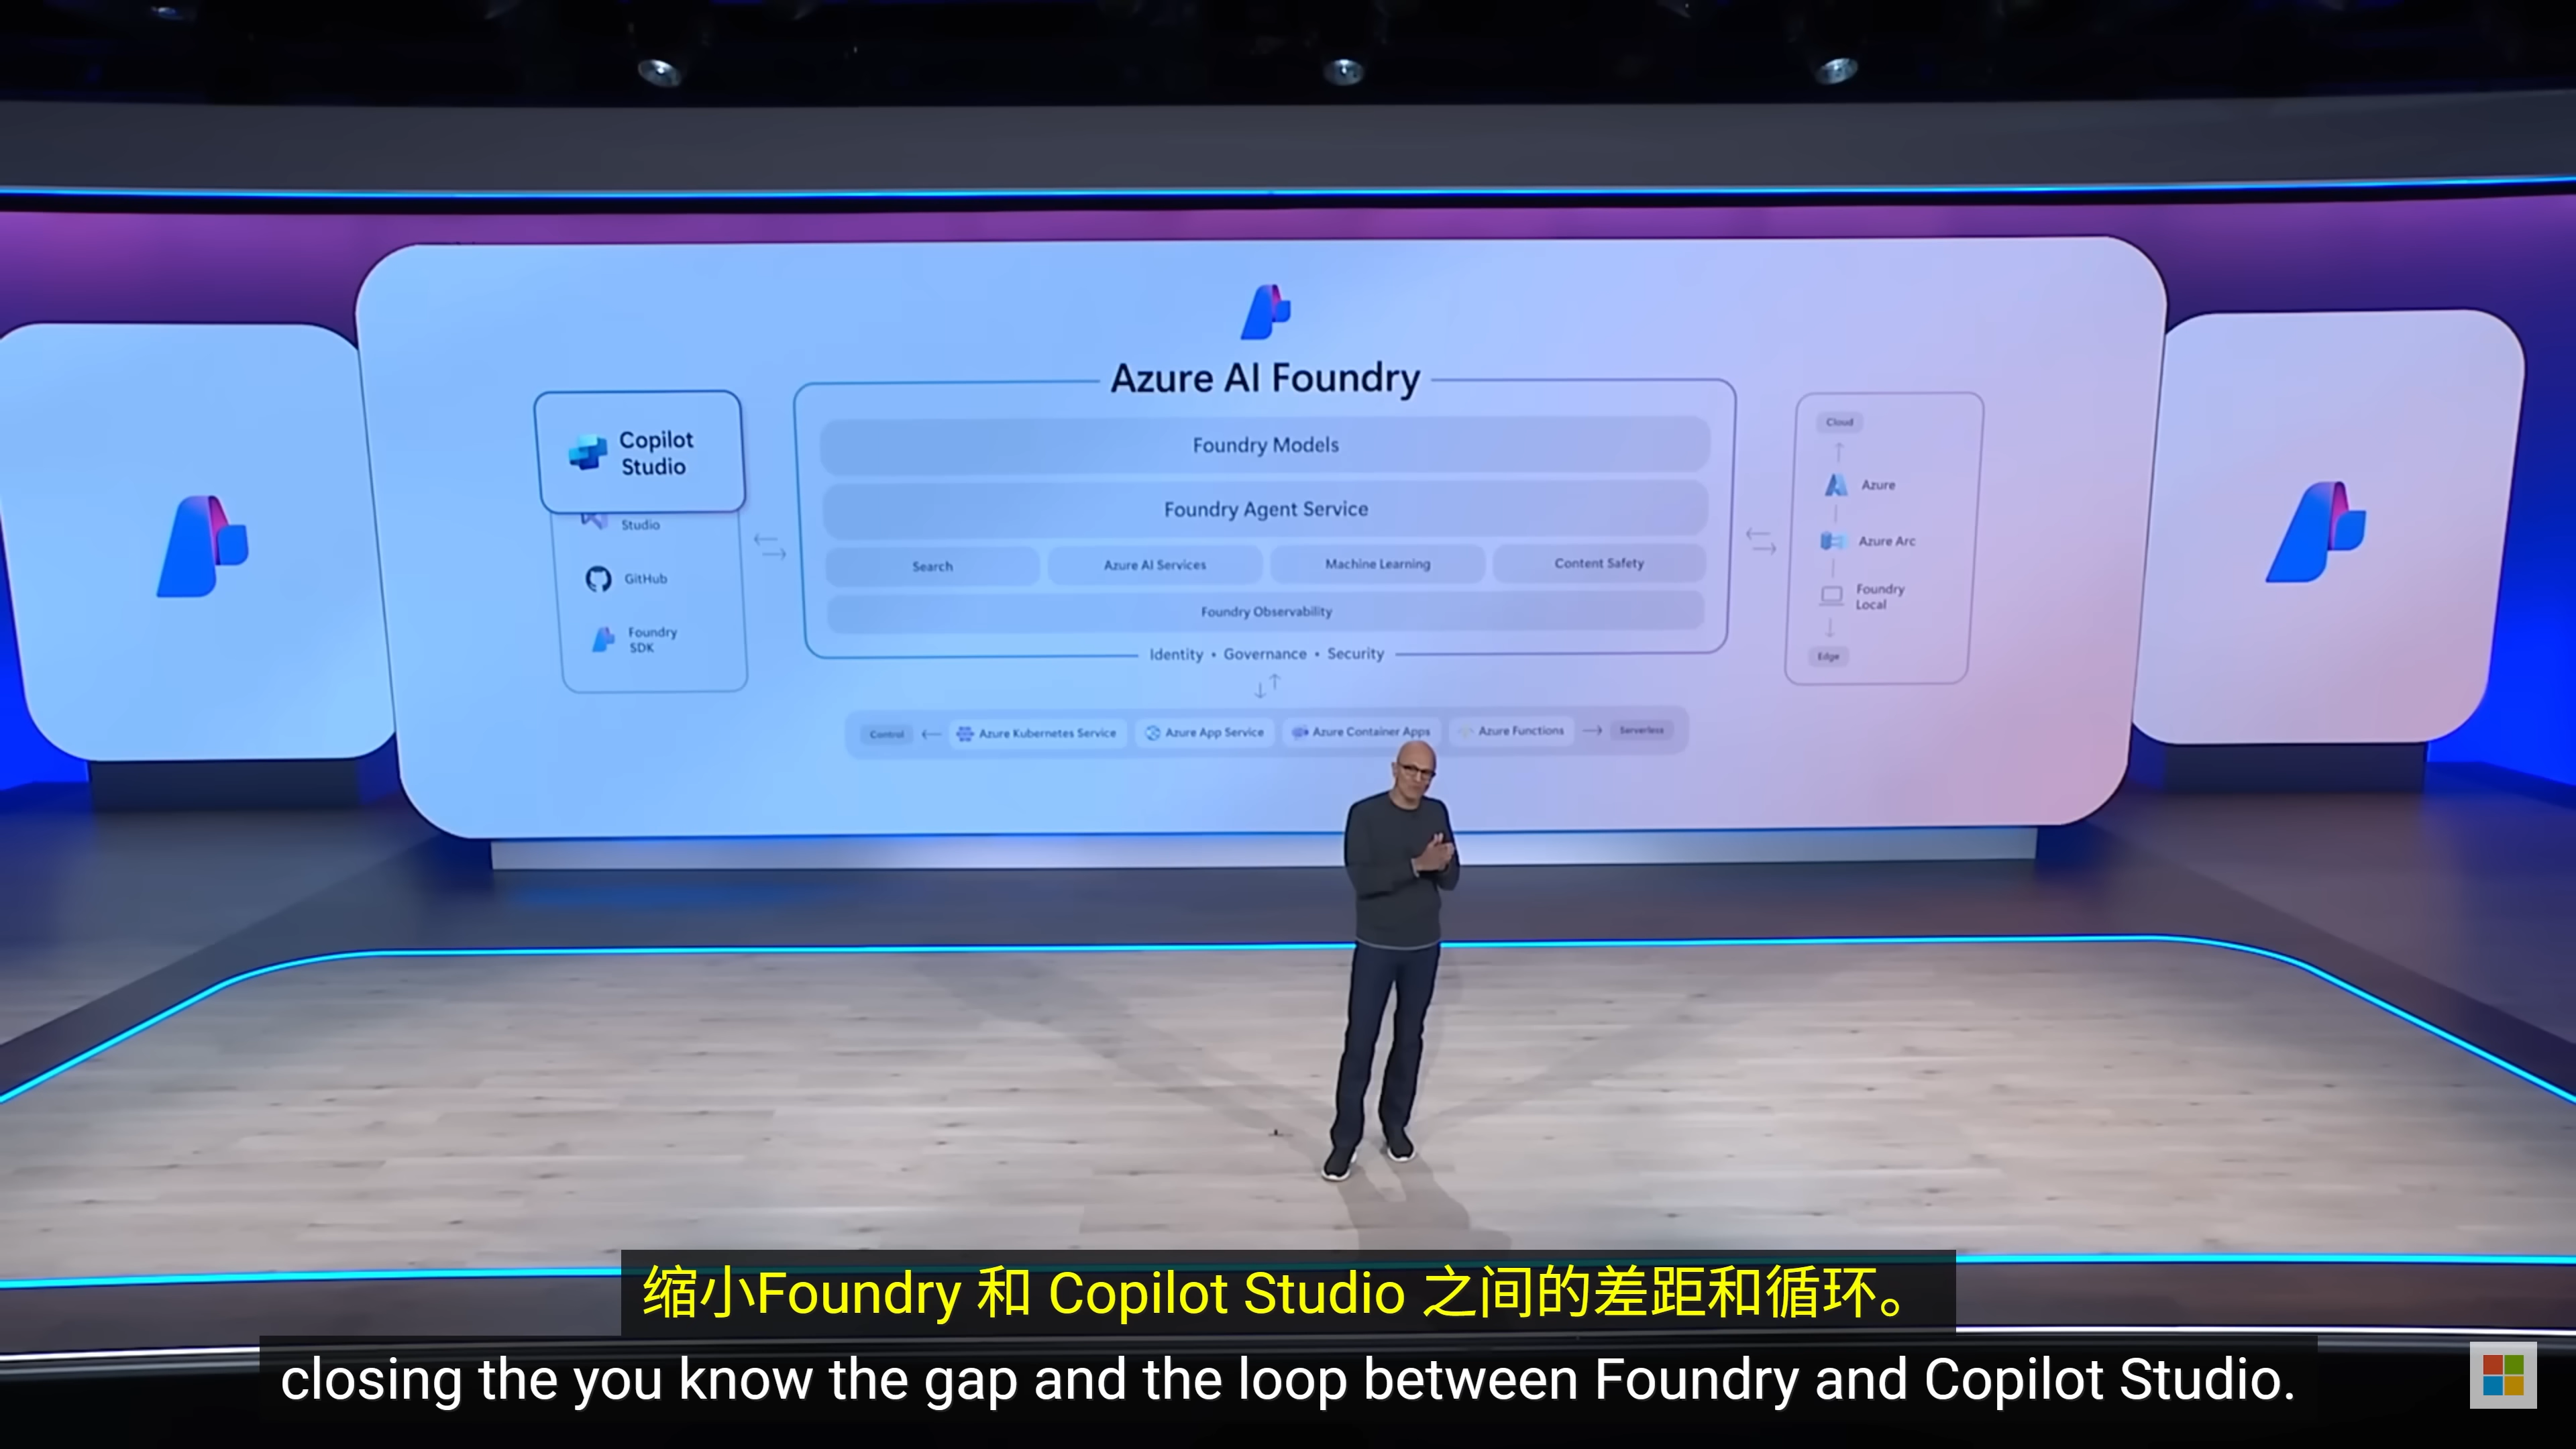 Azure AI Foundry
Copilot
Studio
Studio
GitHub
Foundry
SDK
Foundry Models
Foundry Agent Service
Search
Azure AI Services
Machine Learning
Content Safety
Foundry Observability
Identity • Governance • Security
Cloud
Azure
Azure Arc
Foundry
Local
Edge
Control
Azure Kubernetes Service
Azure App Service
Azure Container Apps
Azure Functions
Serverless
缩小Foundry 和 Copilot Studio 之间的差距和循环。
closing the you know the gap and the loop between Foundry and Copilot Studio.